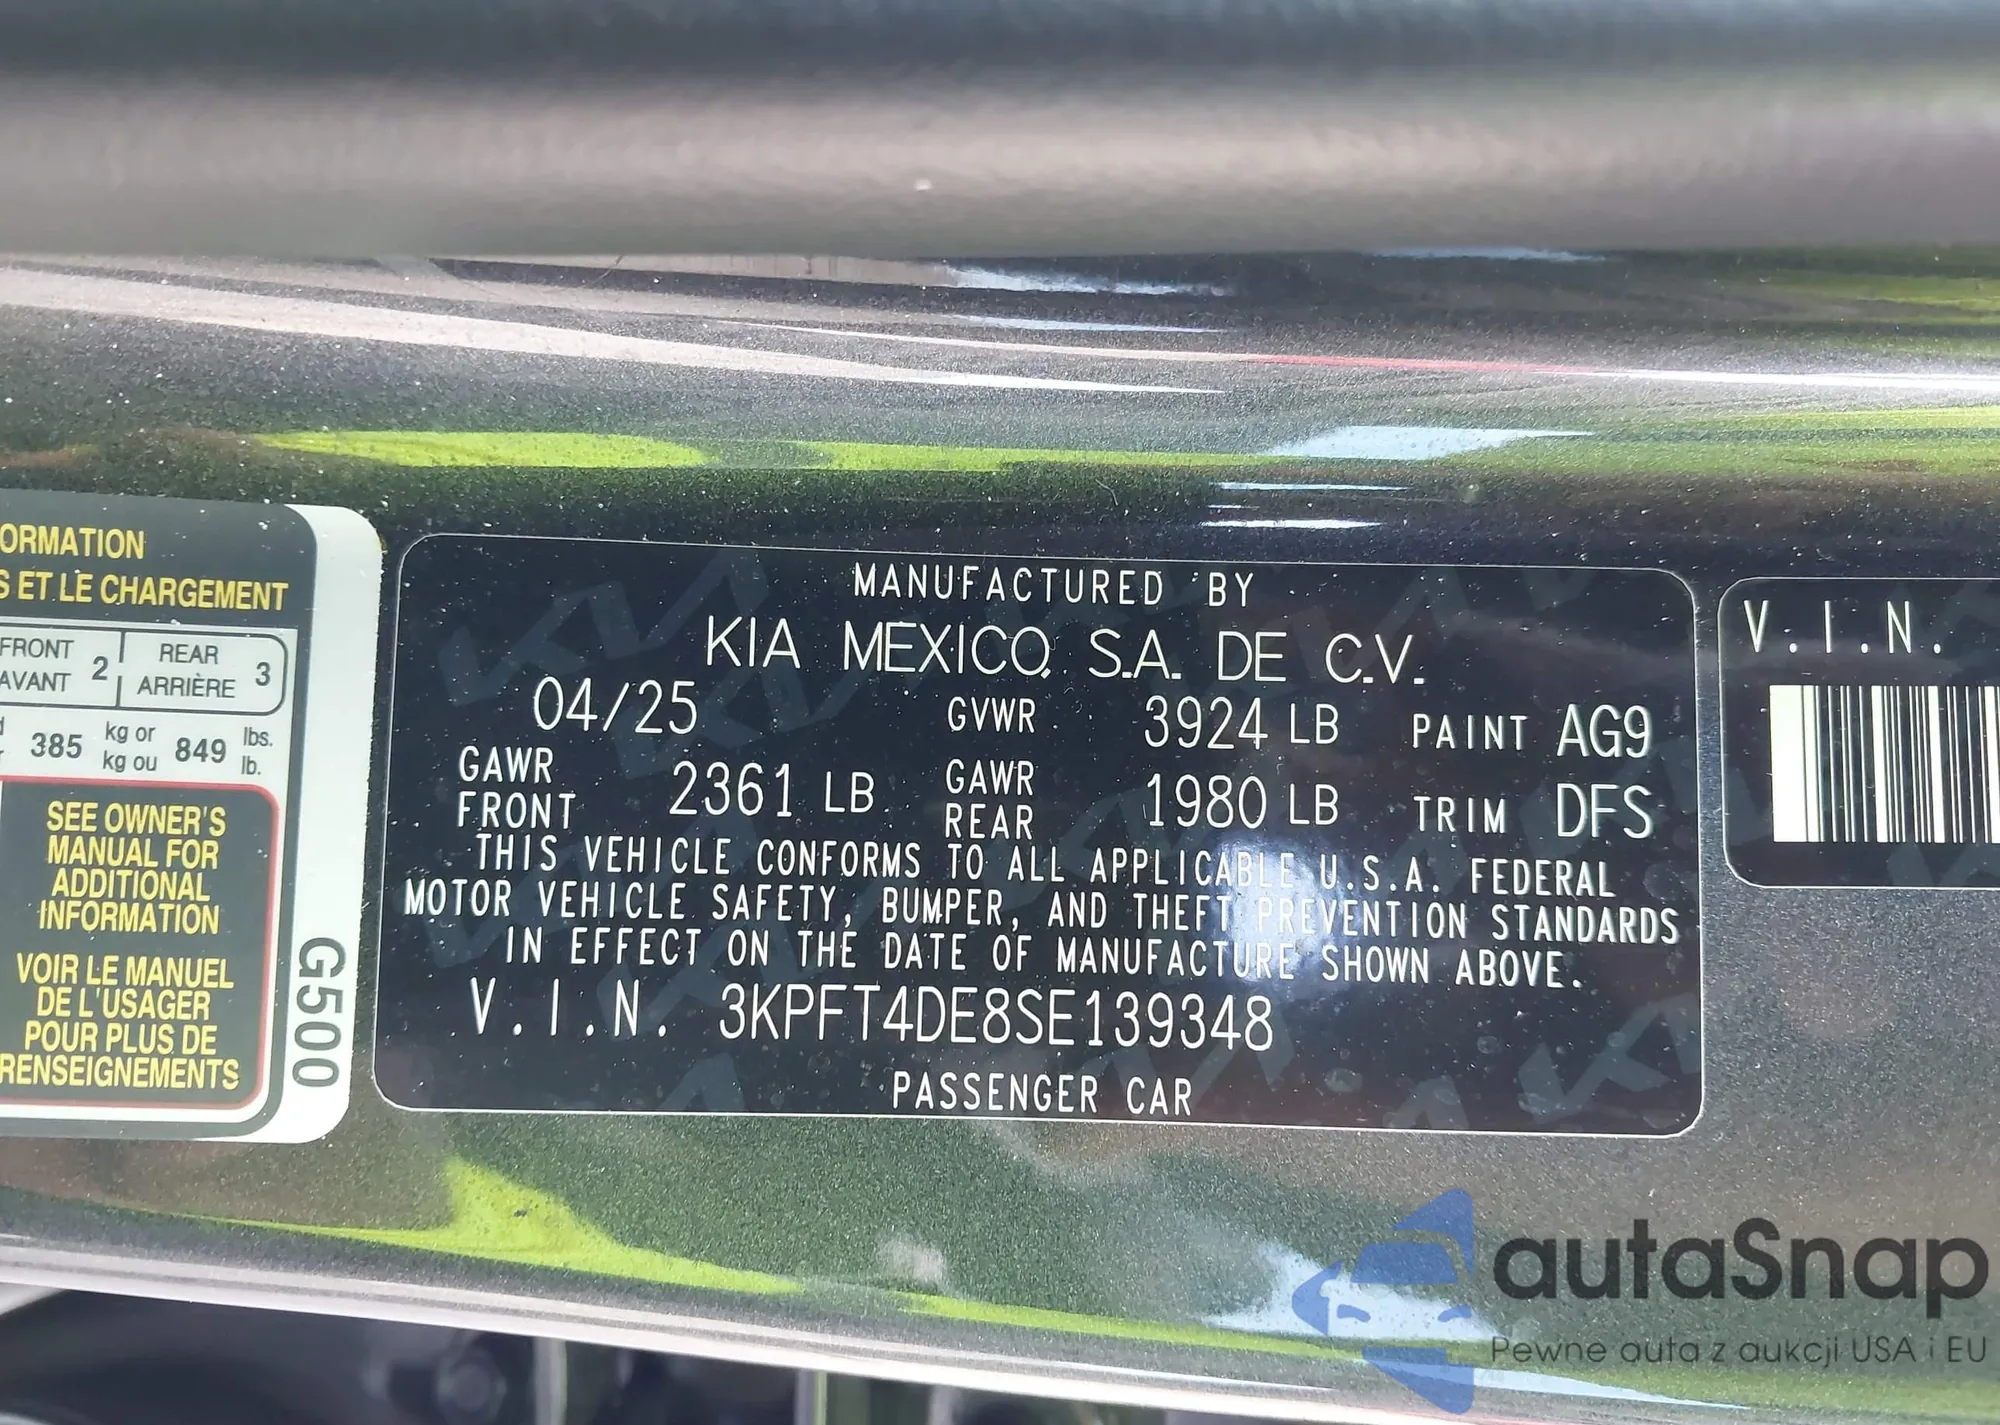 ORMATION
S ET LE CHARGEMENT
FRONT
AVANT
2
REAR
ARRIÈRE
3
385 kg or
kg ou 849 lbs.
lb.
SEE OWNER'S
MANUAL FOR
ADDITIONAL
INFORMATION
VOIR LE MANUEL
DE L'USAGER
POUR PLUS DE
RENSEIGNEMENTS
G500
MANUFACTURED BY
KIA MEXICO, S.A. DE C.V.
04/25 GVWR 3924 LB PAINT AG9
GAWR
FRONT 2361 LB GAWR
REAR 1980 LB TRIM DFS
THIS VEHICLE CONFORMS TO ALL APPLICABLE U.S.A. FEDERAL
MOTOR VEHICLE SAFETY, BUMPER, AND THEFT PREVENTION STANDARDS
IN EFFECT ON THE DATE OF MANUFACTURE SHOWN ABOVE.
V.I.N. 3KPFT4DE8SE139348
PASSENGER CAR
V.I.N.
autaSnap
Pewne auta z aukcji USA i EU